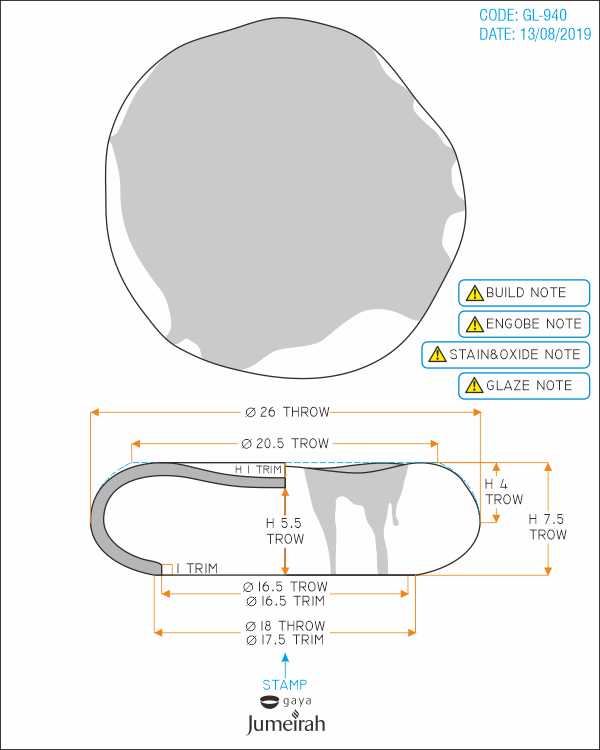 CODE: GL-940
DATE: 13/08/2019
BUILD NOTE
ENGOBE NOTE
STAIN&OXIDE NOTE
GLAZE NOTE
Ø 26 THROW
Ø 20.5 TROW
H 1 TRIM
H 4
TROW
H 5.5
TROW
H 7.5
TROW
1 TRIM
Ø 16.5 TROW
Ø 16.5 TRIM
Ø 18 THROW
Ø 17.5 TRIM
STAMP
gaya
Jumeirah